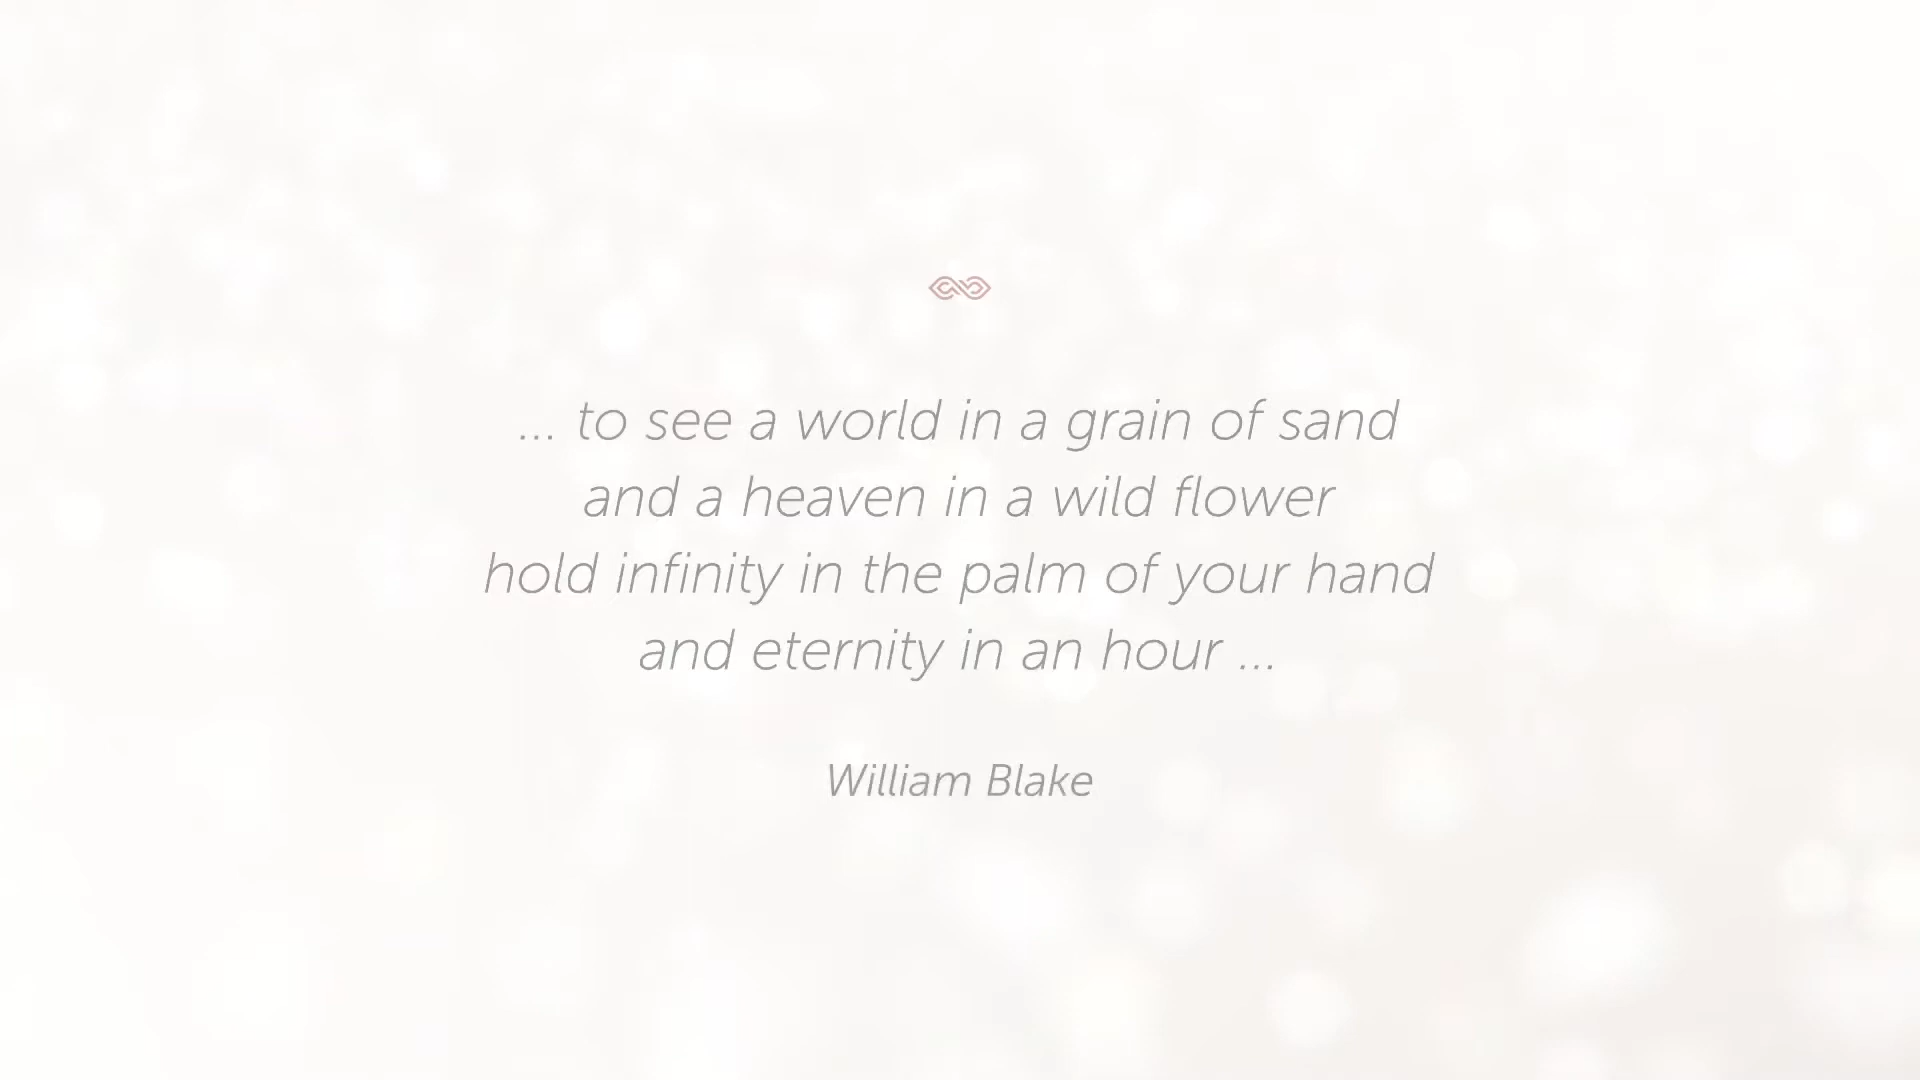 ... to see a world in a grain of sand
and a heaven in a wild flower
hold infinity in the palm of your hand
and eternity in an hour ...
William Blake